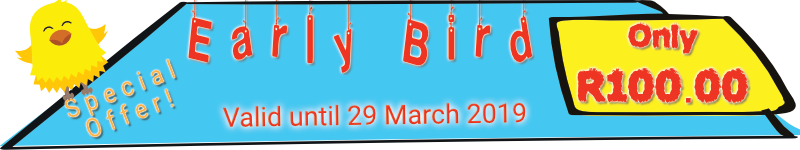 Early Bird
Special
Offer!
Valid until 29 March 2019
Only
R100.00